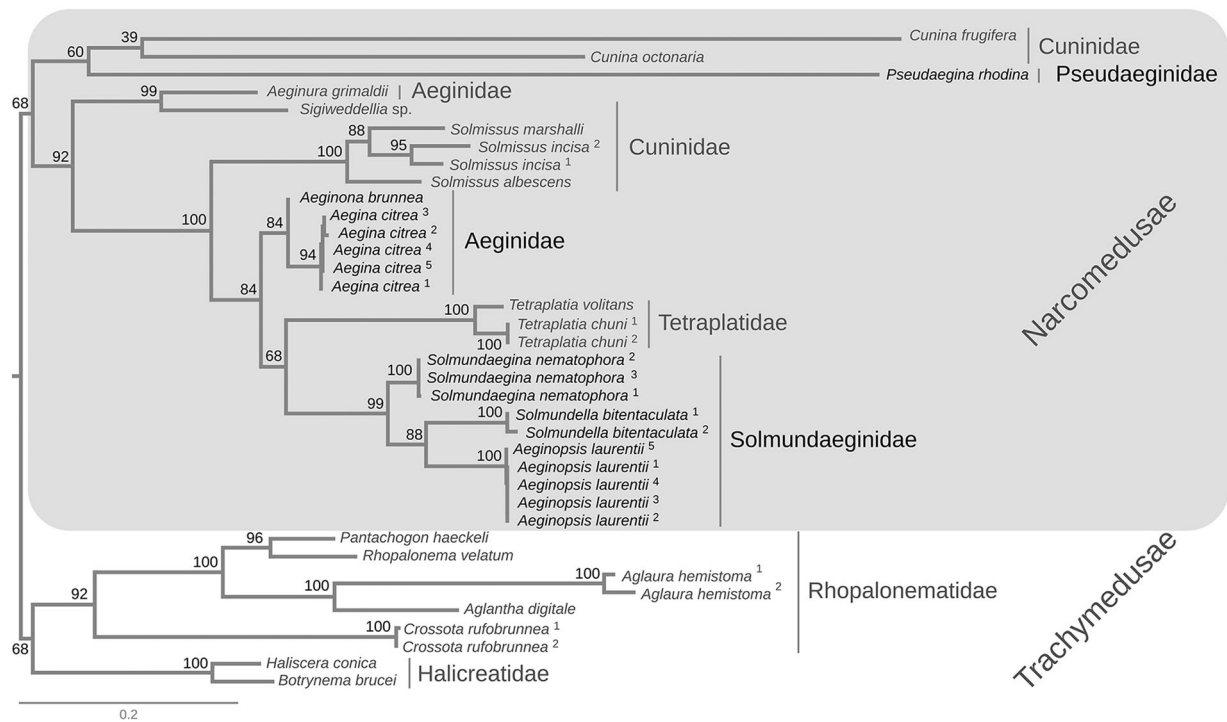 39
Cunina frugifera
Cuninidae
60
Cunina octonaria
Pseudaegina rhodina
Pseudaeginidae
68
99
Aeginura grimaldii
Aeginidae
Sigiweddellia sp.
88
Solmissus marshalli
95
Solmissus incisa 2
Cuninidae
92
100
Solmissus incisa 1
Solmissus albescens
Aeginona brunnea
Aegina citrea 3
100
84
Aegina citrea 2
Aeginidae
94
Aegina citrea 4
Aegina citrea 5
Aegina citrea 1
84
Tetraplatia volitans
100
Tetraplatia chuni 1
Tetraplatidae
100
Tetraplatia chuni 2
68
Solmundaegina nematophora 2
100
Solmundaegina nematophora 3
Solmundaegina nematophora 1
99
100
Solmundella bitentaculata 1
Solmundella bitentaculata 2
88
Solmundaeginidae
Aeginopsis laurentii 5
100
Aeginopsis laurentii 1
Aeginopsis laurentii 4
Aeginopsis laurentii 3
Aeginopsis laurentii 2
Narcomedusae
96
Pantachogon haeckeli
Rhopalonema velatum
100
100
Aglaura hemistoma 1
100
Aglaura hemistoma 2
Rhopalonematidae
92
Aglantha digitale
100
Crossota rufobrunnea 1
Crossota rufobrunnea 2
68
100
Haliscera conica
Halicreatidae
Botrynema brucei
Trachymedusae
0.2